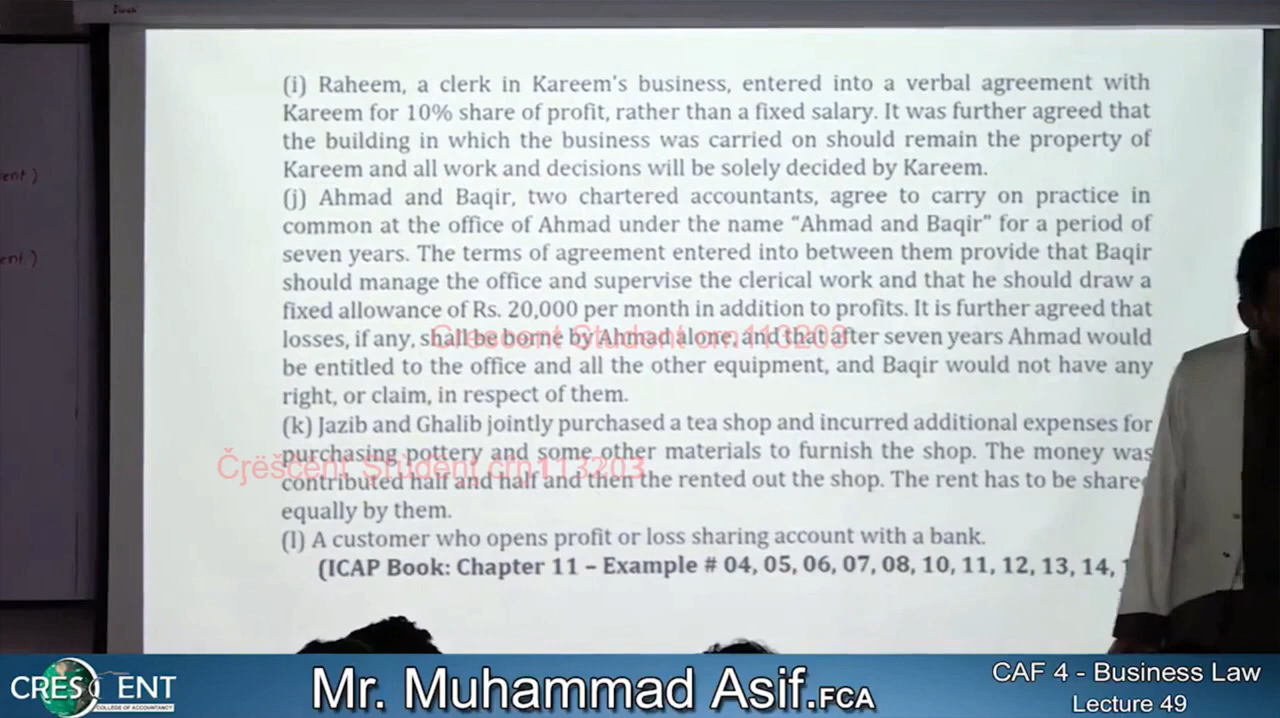 (i) Raheem, a clerk in Kareem's business, entered into a verbal agreement with
Kareem for 10% share of profit, rather than a fixed salary. It was further agreed that
the building in which the business was carried on should remain the property of
Kareem and all work and decisions will be solely decided by Kareem.
(j) Ahmad and Baqir, two chartered accountants, agree to carry on practice in
common at the office of Ahmad under the name "Ahmad and Baqir" for a period of
seven years. The terms of agreement entered into between them provide that Baqir
should manage the office and supervise the clerical work and that he should draw a
fixed allowance of Rs. 20,000 per month in addition to profits. It is further agreed that
losses, if any, shall be borne by Ahmad alone, and that after seven years Ahmad would
Crescent Student crn113203
be entitled to the office and all the other equipment, and Baqir would not have any
right, or claim, in respect of them.
(k) Jazib and Ghalib jointly purchased a tea shop and incurred additional expenses for
purchasing pottery and some other materials to furnish the shop. The money was
Črëšcent Student crn113203
contributed half and half and then the rented out the shop. The rent has to be share
equally by them.
(l) A customer who opens profit or loss sharing account with a bank.
(ICAP Book: Chapter 11 – Example # 04, 05, 06, 07, 08, 10, 11, 12, 13, 14,
ent)
ent)
CRESCENT
COLLEGE OF ACCOUNTANCY
Mr. Muhammad Asif.FCA
CAF 4 - Business Law
Lecture 49